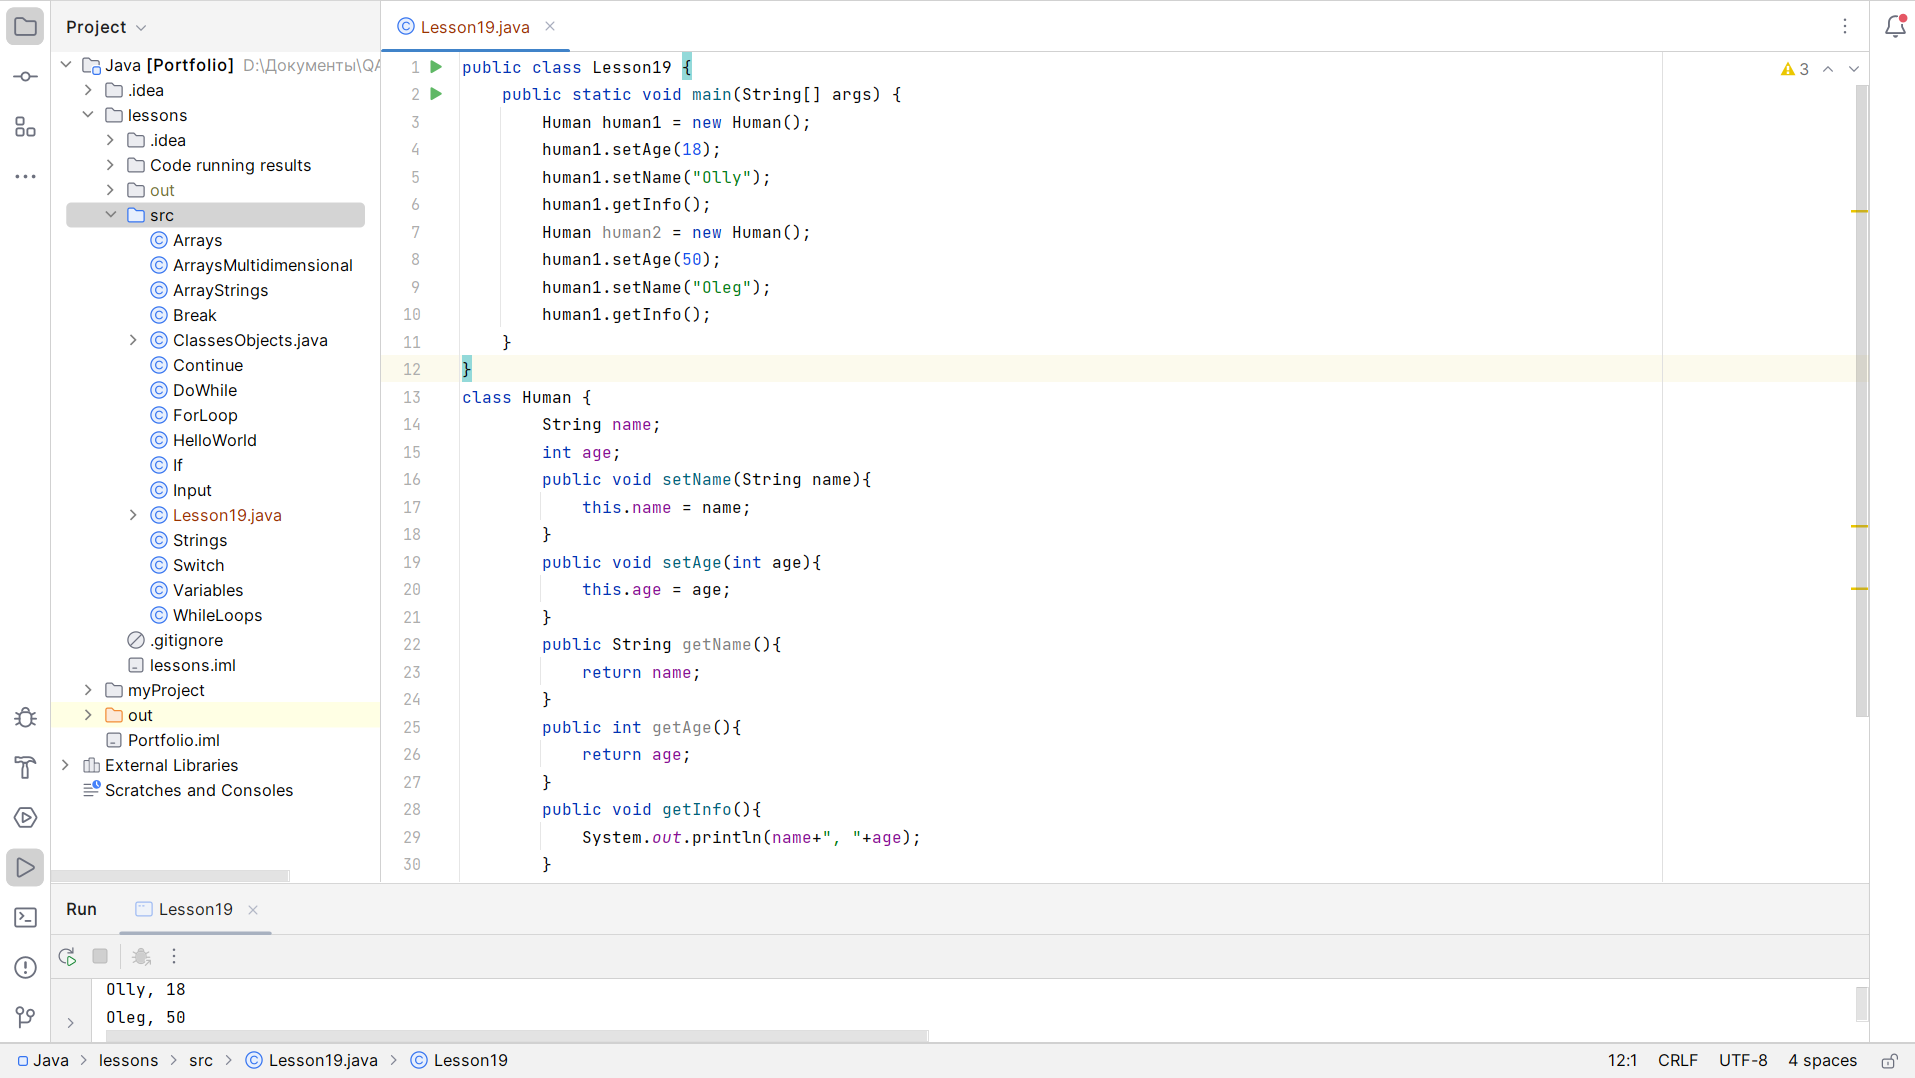 Project
Java [Portfolio] D:\Документы\QA
.idea
lessons
.idea
Code running results
out
src
Arrays
ArraysMultidimensional
ArrayStrings
Break
ClassesObjects.java
Continue
DoWhile
ForLoop
HelloWorld
If
Input
Lesson19.java
Strings
Switch
Variables
WhileLoops
.gitignore
lessons.iml
myProject
out
Portfolio.iml
External Libraries
Scratches and Consoles
Lesson19.java
3
1 public class Lesson19 {
2     public static void main(String[] args) {
3         Human human1 = new Human();
4         human1.setAge(18);
5         human1.setName("Olly");
6         human1.getInfo();
7         Human human2 = new Human();
8         human1.setAge(50);
9         human1.setName("Oleg");
10         human1.getInfo();
11     }
12 }
13 class Human {
14         String name;
15         int age;
16         public void setName(String name){
17             this.name = name;
18         }
19         public void setAge(int age){
20             this.age = age;
21         }
22         public String getName(){
23             return name;
24         }
25         public int getAge(){
26             return age;
27         }
28         public void getInfo(){
29             System.out.println(name+", "+age);
30         }
Run Lesson19
Olly, 18
Oleg, 50
Java > lessons > src > Lesson19.java > Lesson19 12:1 CRLF UTF-8 4 spaces